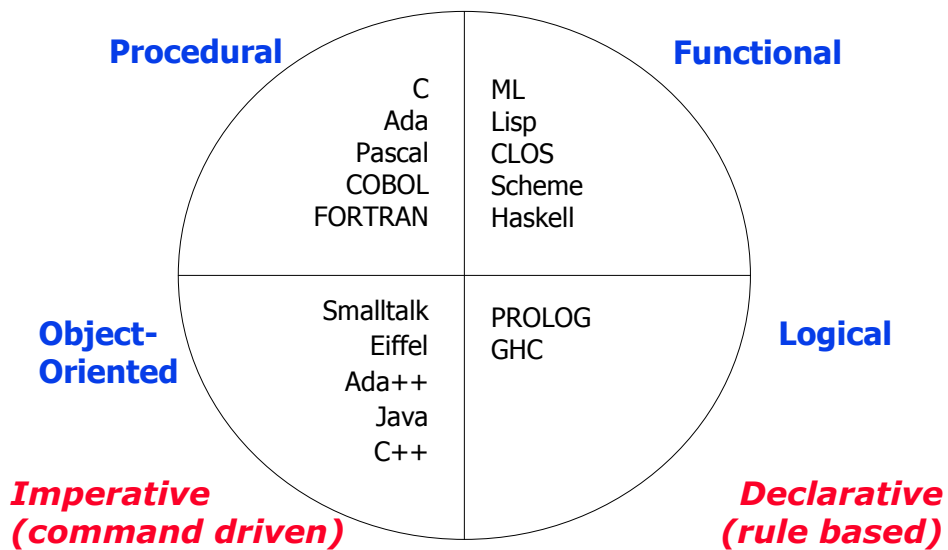 Procedural
C
Ada
Pascal
COBOL
FORTRAN
Functional
ML
Lisp
CLOS
Scheme
Haskell
Object-
Oriented
Smalltalk
Eiffel
Ada++
Java
C++
PROLOG
GHC
Logical
Imperative
(command driven)
Declarative
(rule based)